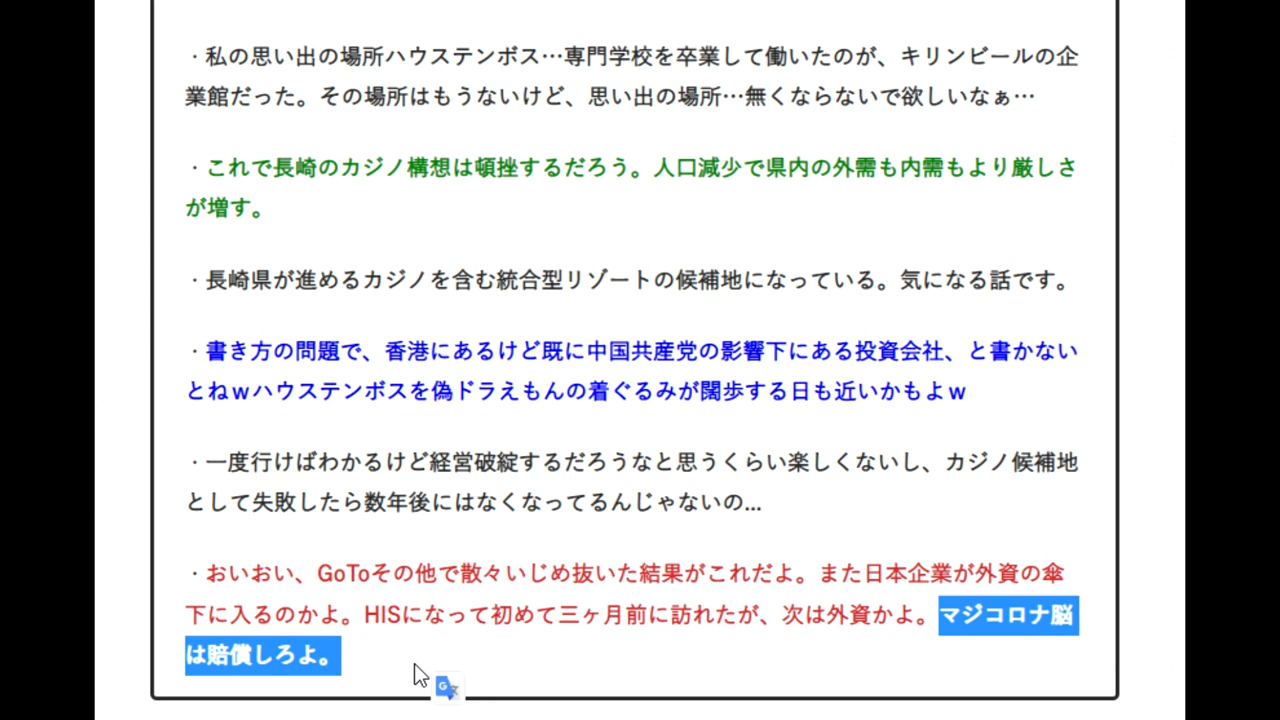 ・私の思い出の場所ハウステンボス…専門学校を卒業して働いたのが、キリンビールの企
業館だった。その場所はもうないけど、思い出の場所…無くならないで欲しいなぁ…
・これで長崎のカジノ構想は頓挫するだろう。人口減少で県内の外需も内需もより厳しさ
が増す。
・長崎県が進めるカジノを含む統合型リゾートの候補地になっている。気になる話です。
・書き方の問題で、香港にあるけど既に中国共産党の影響下にある投資会社、と書かない
とねｗハウステンボスを偽ドラえもんの着ぐるみが闊歩する日も近いかもよｗ
・一度行けばわかるけど経営破綻するだろうなと思うくらい楽しくないし、カジノ候補地
として失敗したら数年後にはなくなってるんじゃないの...
・おいおい、GoToその他で散々いじめ抜いた結果がこれだよ。また日本企業が外資の傘
下に入るのかよ。HISになって初めて三ヶ月前に訪れたが、次は外資かよ。マジコロナ脳
は賠償しろよ。